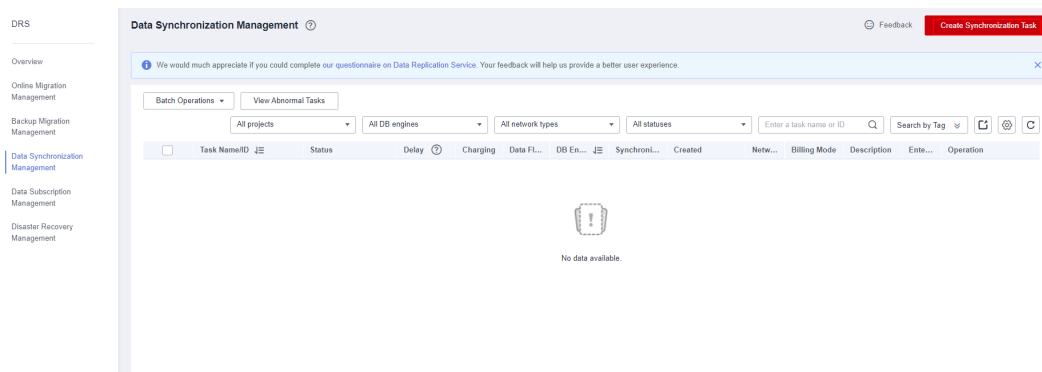 DRS
Overview
Online Migration
Management
Backup Migration
Management
Data Synchronization
Management
Data Subscription
Management
Disaster Recovery
Management
Data Synchronization Management
Feedback
Create Synchronization Task
We would much appreciate if you could complete our questionnaire on Data Replication Service. Your feedback will help us provide a better user experience.
Batch Operations
View Abnormal Tasks
All projects
All DB engines
All network types
All statuses
Enter a task name or ID
Search by Tag
Task Name/ID Status Delay Charging Data Fl... DB En... Synchroni... Created Netw... Billing Mode Description Ente... Operation
No data available.